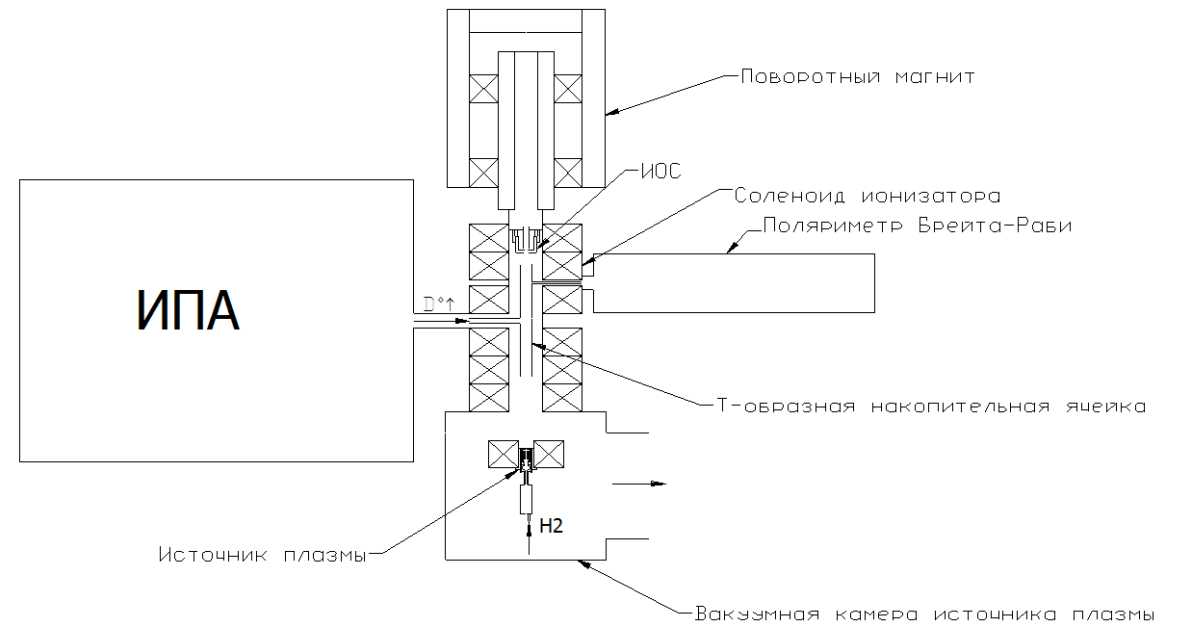 Поворотный магнит
ИОС
Соленоид ионизатора
Поляриметр Брейта-Раби
ИПА
D°↑
Т-образная накопительная ячейка
H2
Источник плазмы
Вакуумная камера источника плазмы